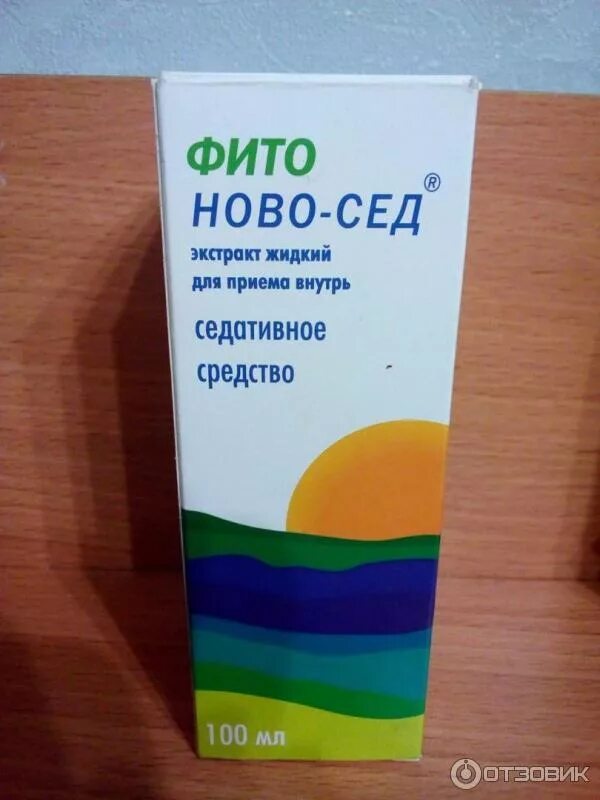 ФИТО
НОВО-СЕД®
экстракт жидкий
для приема внутрь
седативное
средство
100 мл
ОТЗОВИК